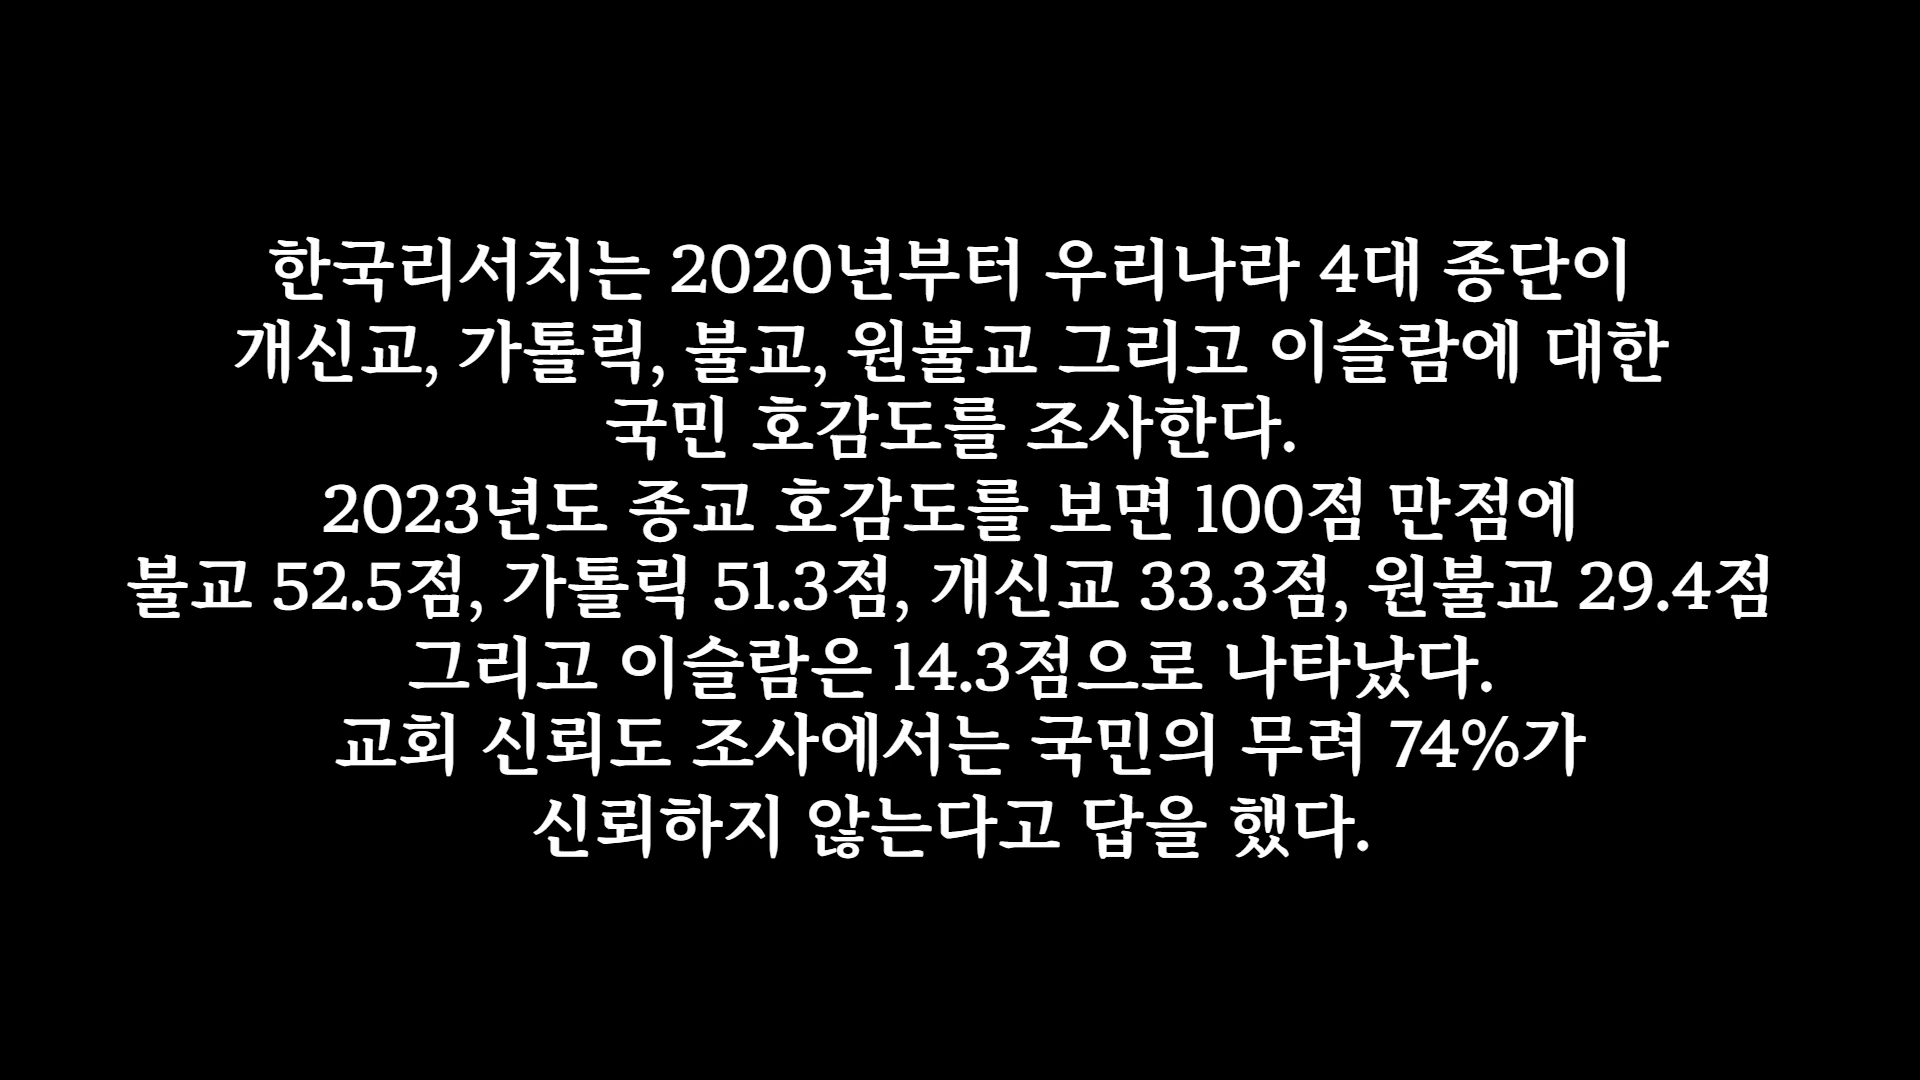 한국리서치는 2020년부터 우리나라 4대 종단이
개신교, 가톨릭, 불교, 원불교 그리고 이슬람에 대한
국민 호감도를 조사한다.
2023년도 종교 호감도를 보면 100점 만점에
불교 52.5점, 가톨릭 51.3점, 개신교 33.3점, 원불교 29.4점
그리고 이슬람은 14.3점으로 나타났다.
교회 신뢰도 조사에서는 국민의 무려 74%가
신뢰하지 않는다고 답을 했다.